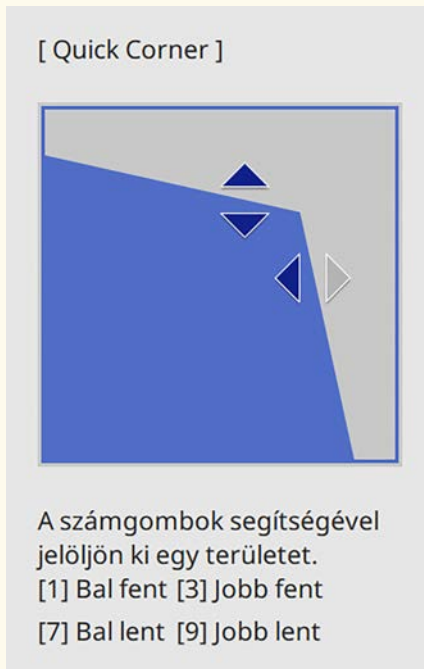 [ Quick Corner ]
A számgombok segítségével
jelöljön ki egy területet.
[1] Bal fent [3] Jobb fent
[7] Bal lent [9] Jobb lent